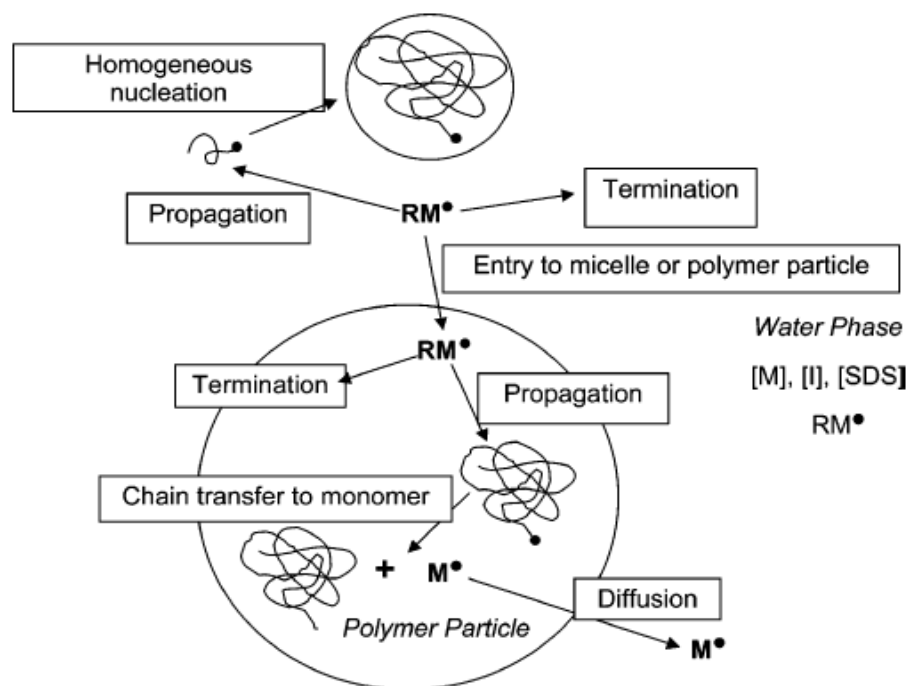 Homogeneous
nucleation
Propagation
RM●
Termination
Entry to micelle or polymer particle
Water Phase
[M], [I], [SDS]
RM●
RM●
Termination
Propagation
Chain transfer to monomer
+ M●
Polymer Particle
Diffusion
M●